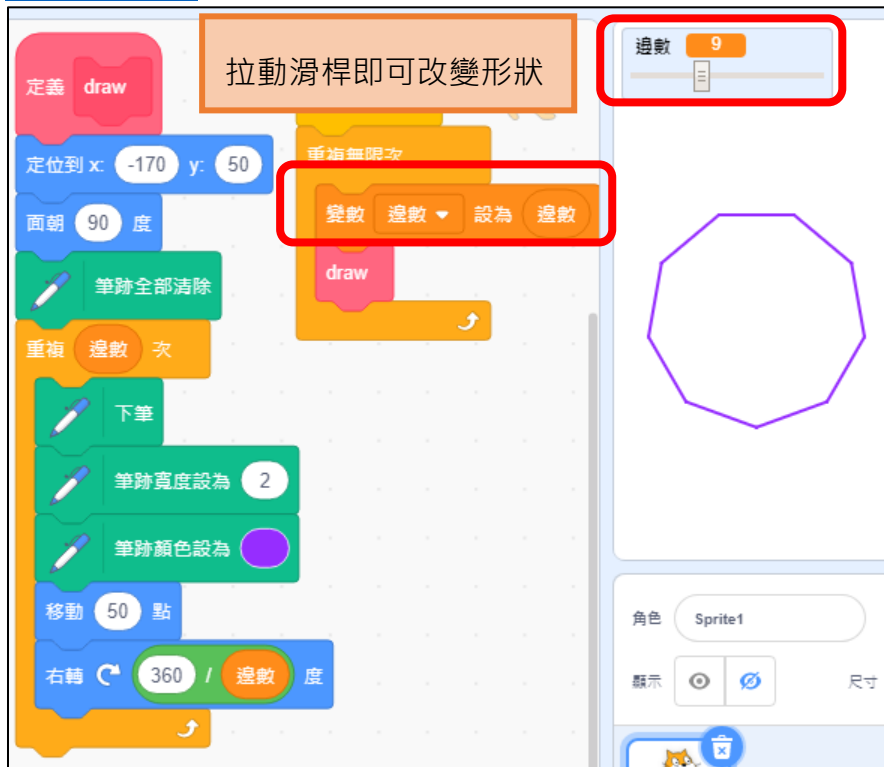 拉動滑桿即可改變形狀
定義 draw
定位到 x: -170 y: 50
面朝 90 度
筆跡全部清除
重複 邊數 次
下筆
筆跡寬度設為 2
筆跡顏色設為
移動 50 點
右轉 360 / 邊數 度
重複無限次
變數 邊數 設為 邊數
draw
邊數 9
角色 Sprite1
顯示 尺寸